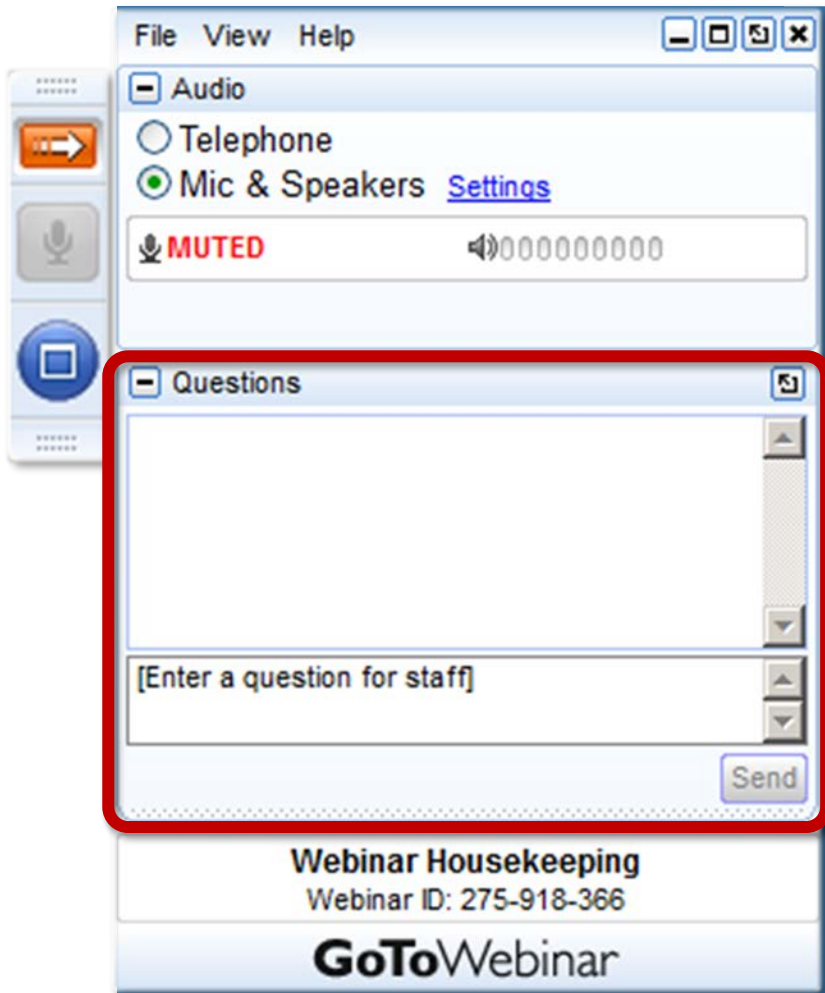 File View Help
Audio
Telephone
Mic & Speakers Settings
MUTED
Questions
[Enter a question for staff]
Send
Webinar Housekeeping
Webinar ID: 275-918-366
GoToWebinar